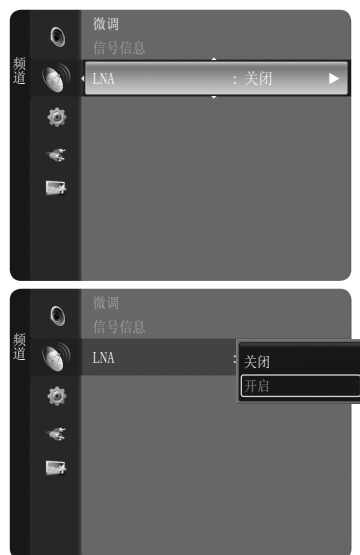 频道
微调
信号信息
LNA : 关闭
频道
微调
信号信息
LNA :
关闭
开启